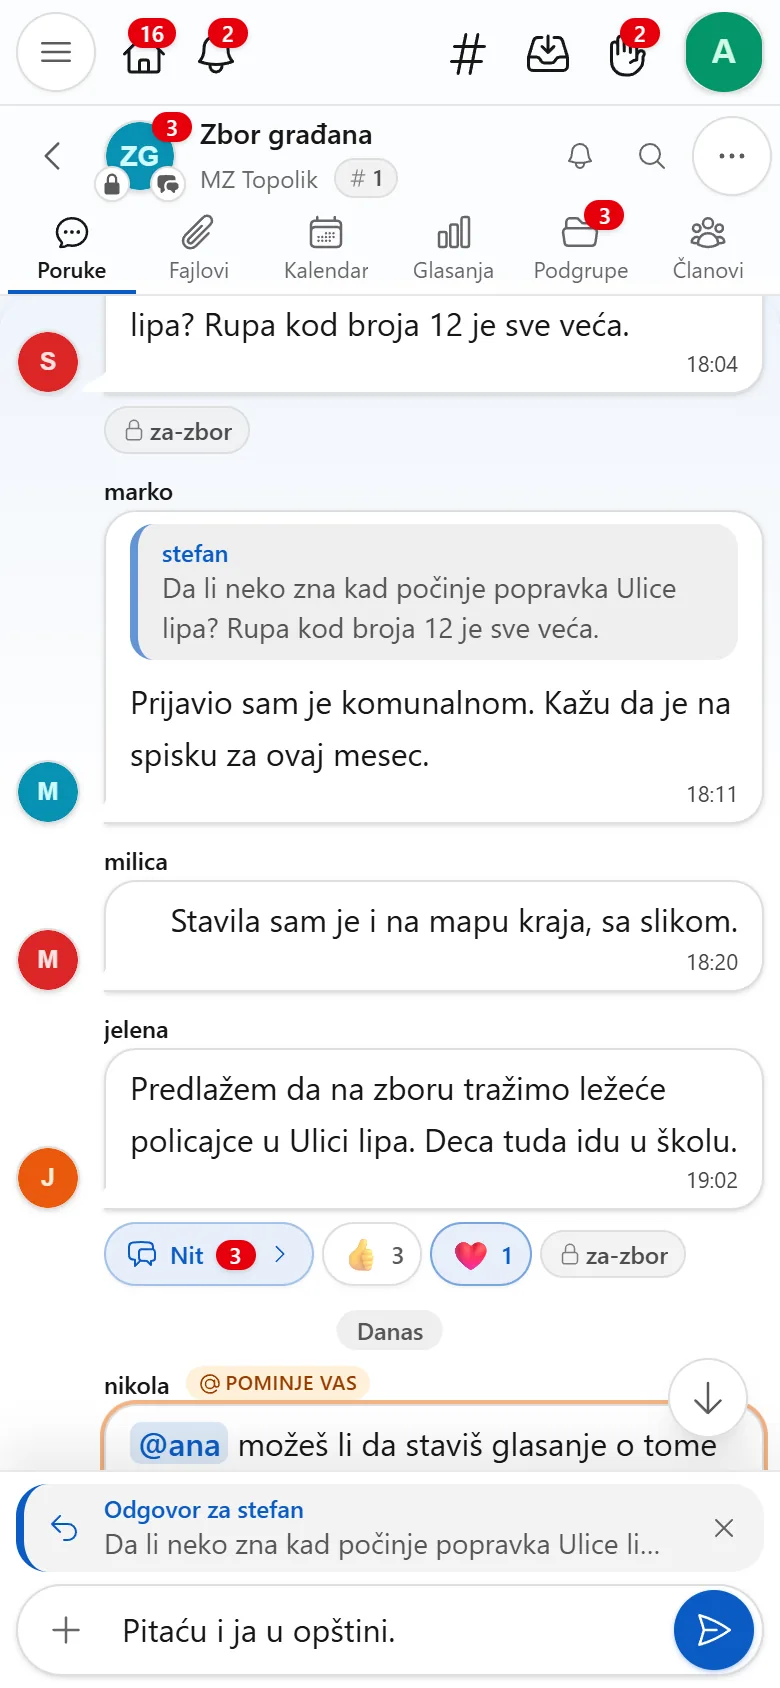 16
2
2
A
3
ZG
Zbor građana
MZ Topolik
# 1
Poruke
Fajlovi
Kalendar
Glasanja
3
Podgrupe
Članovi
lipa? Rupa kod broja 12 je sve veća.
S
18:04
za-zbor
marko
stefan
Da li neko zna kad počinje popravka Ulice
lipa? Rupa kod broja 12 je sve veća.
Prijavio sam je komunalnom. Kažu da je na
spisku za ovaj mesec.
M
18:11
milica
Stavila sam je i na mapu kraja, sa slikom.
M
18:20
jelena
Predlažem da na zboru tražimo ležeće
policajce u Ulici lipa. Deca tuda idu u školu.
J
19:02
Nit 3
👍 3
❤️ 1
za-zbor
Danas
nikola
@ POMINJE VAS
@ana možeš li da staviš glasanje o tome
Odgovor za stefan
Da li neko zna kad počinje popravka Ulice li...
Pitaću i ja u opštini.